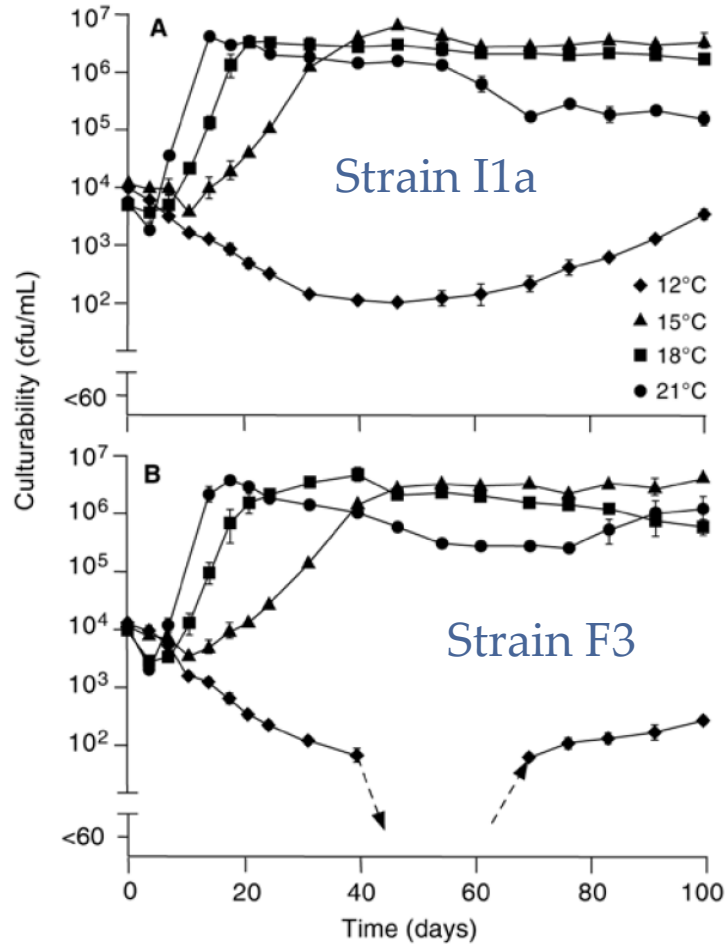 A
10⁷
10⁶
10⁵
10⁴
10³
10²
<60
Strain I1a
12°C
15°C
18°C
21°C
Culturability (cfu/mL)
B
10⁷
10⁶
10⁵
10⁴
10³
10²
<60
Strain F3
0 20 40 60 80 100
Time (days)